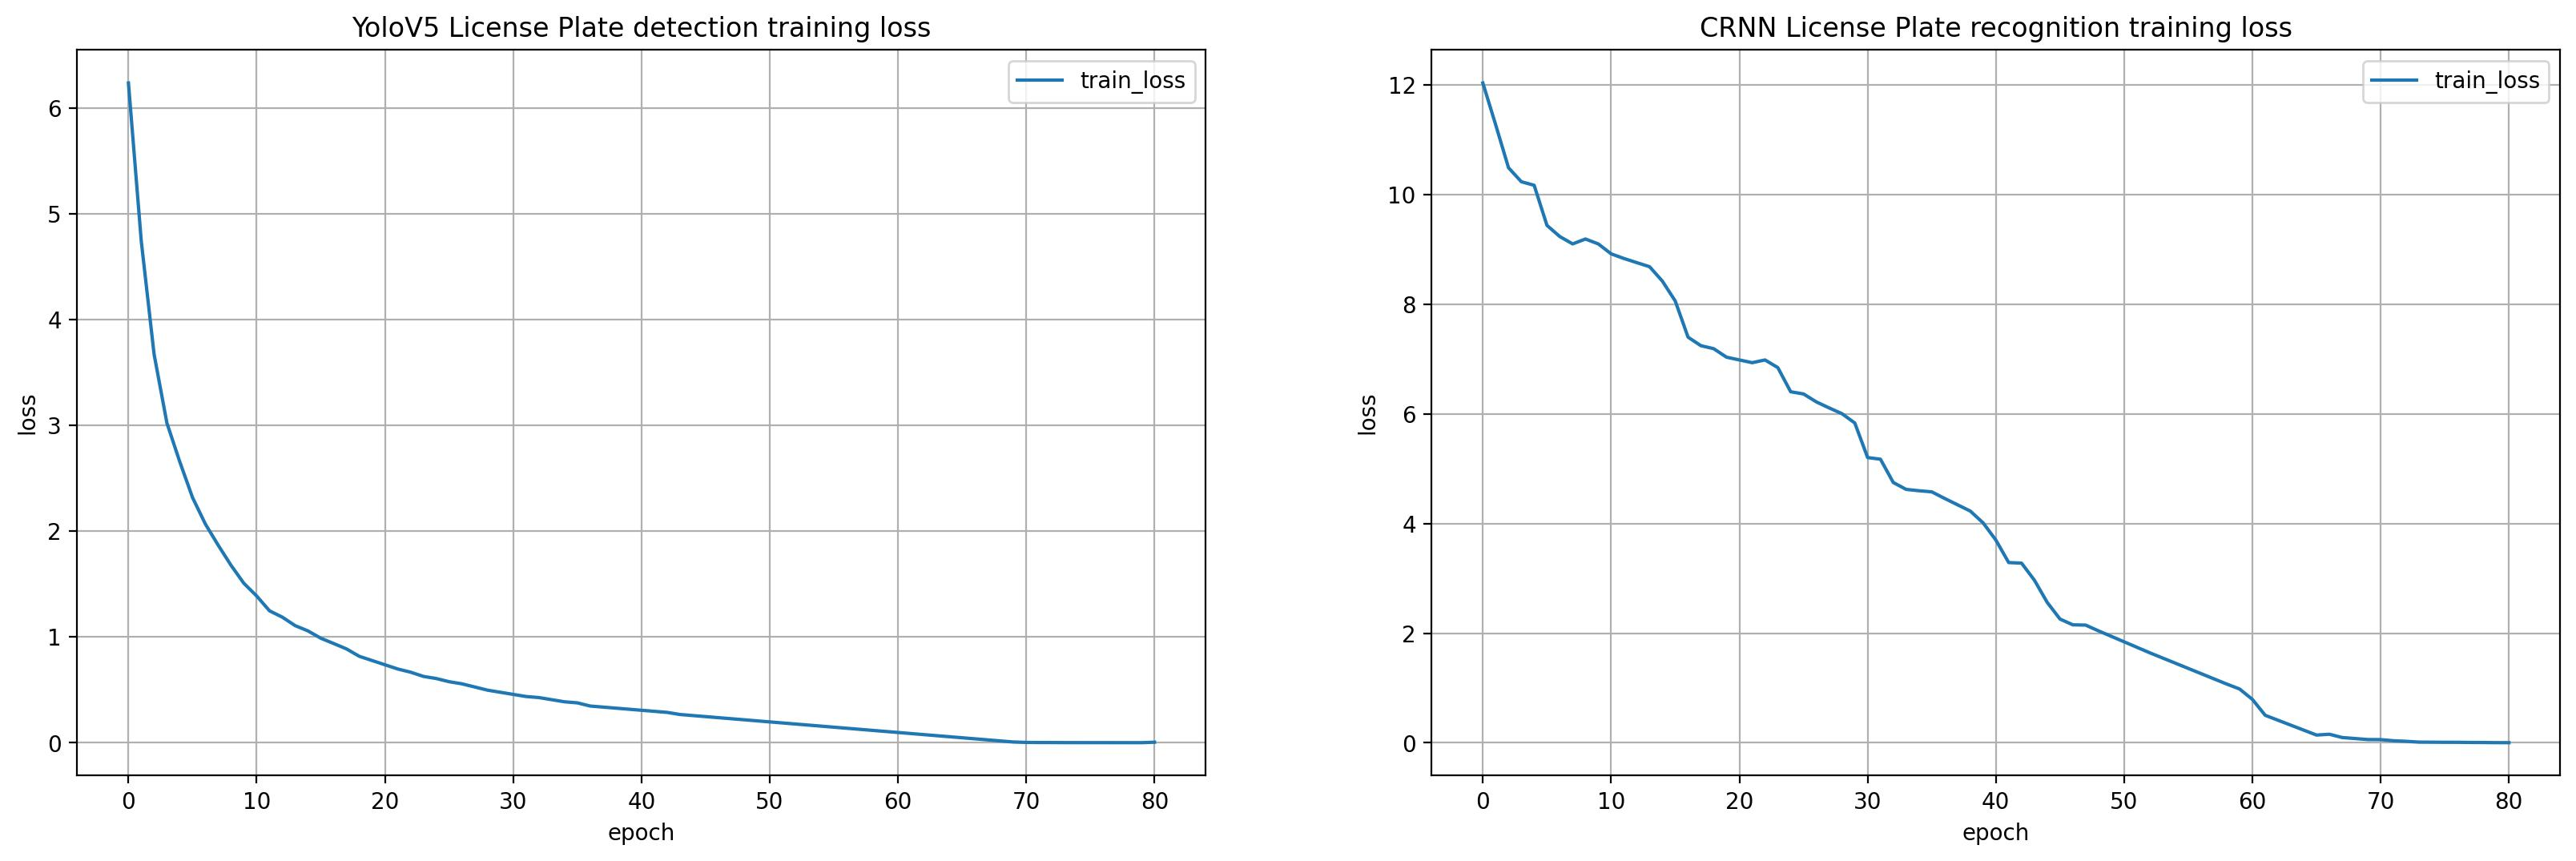 YoloV5 License Plate detection training loss
train_loss
6
5
4
3
2
1
0
loss
0 10 20 30 40 50 60 70 80
epoch
CRNN License Plate recognition training loss
train_loss
12
10
8
6
4
2
0
loss
0 10 20 30 40 50 60 70 80
epoch